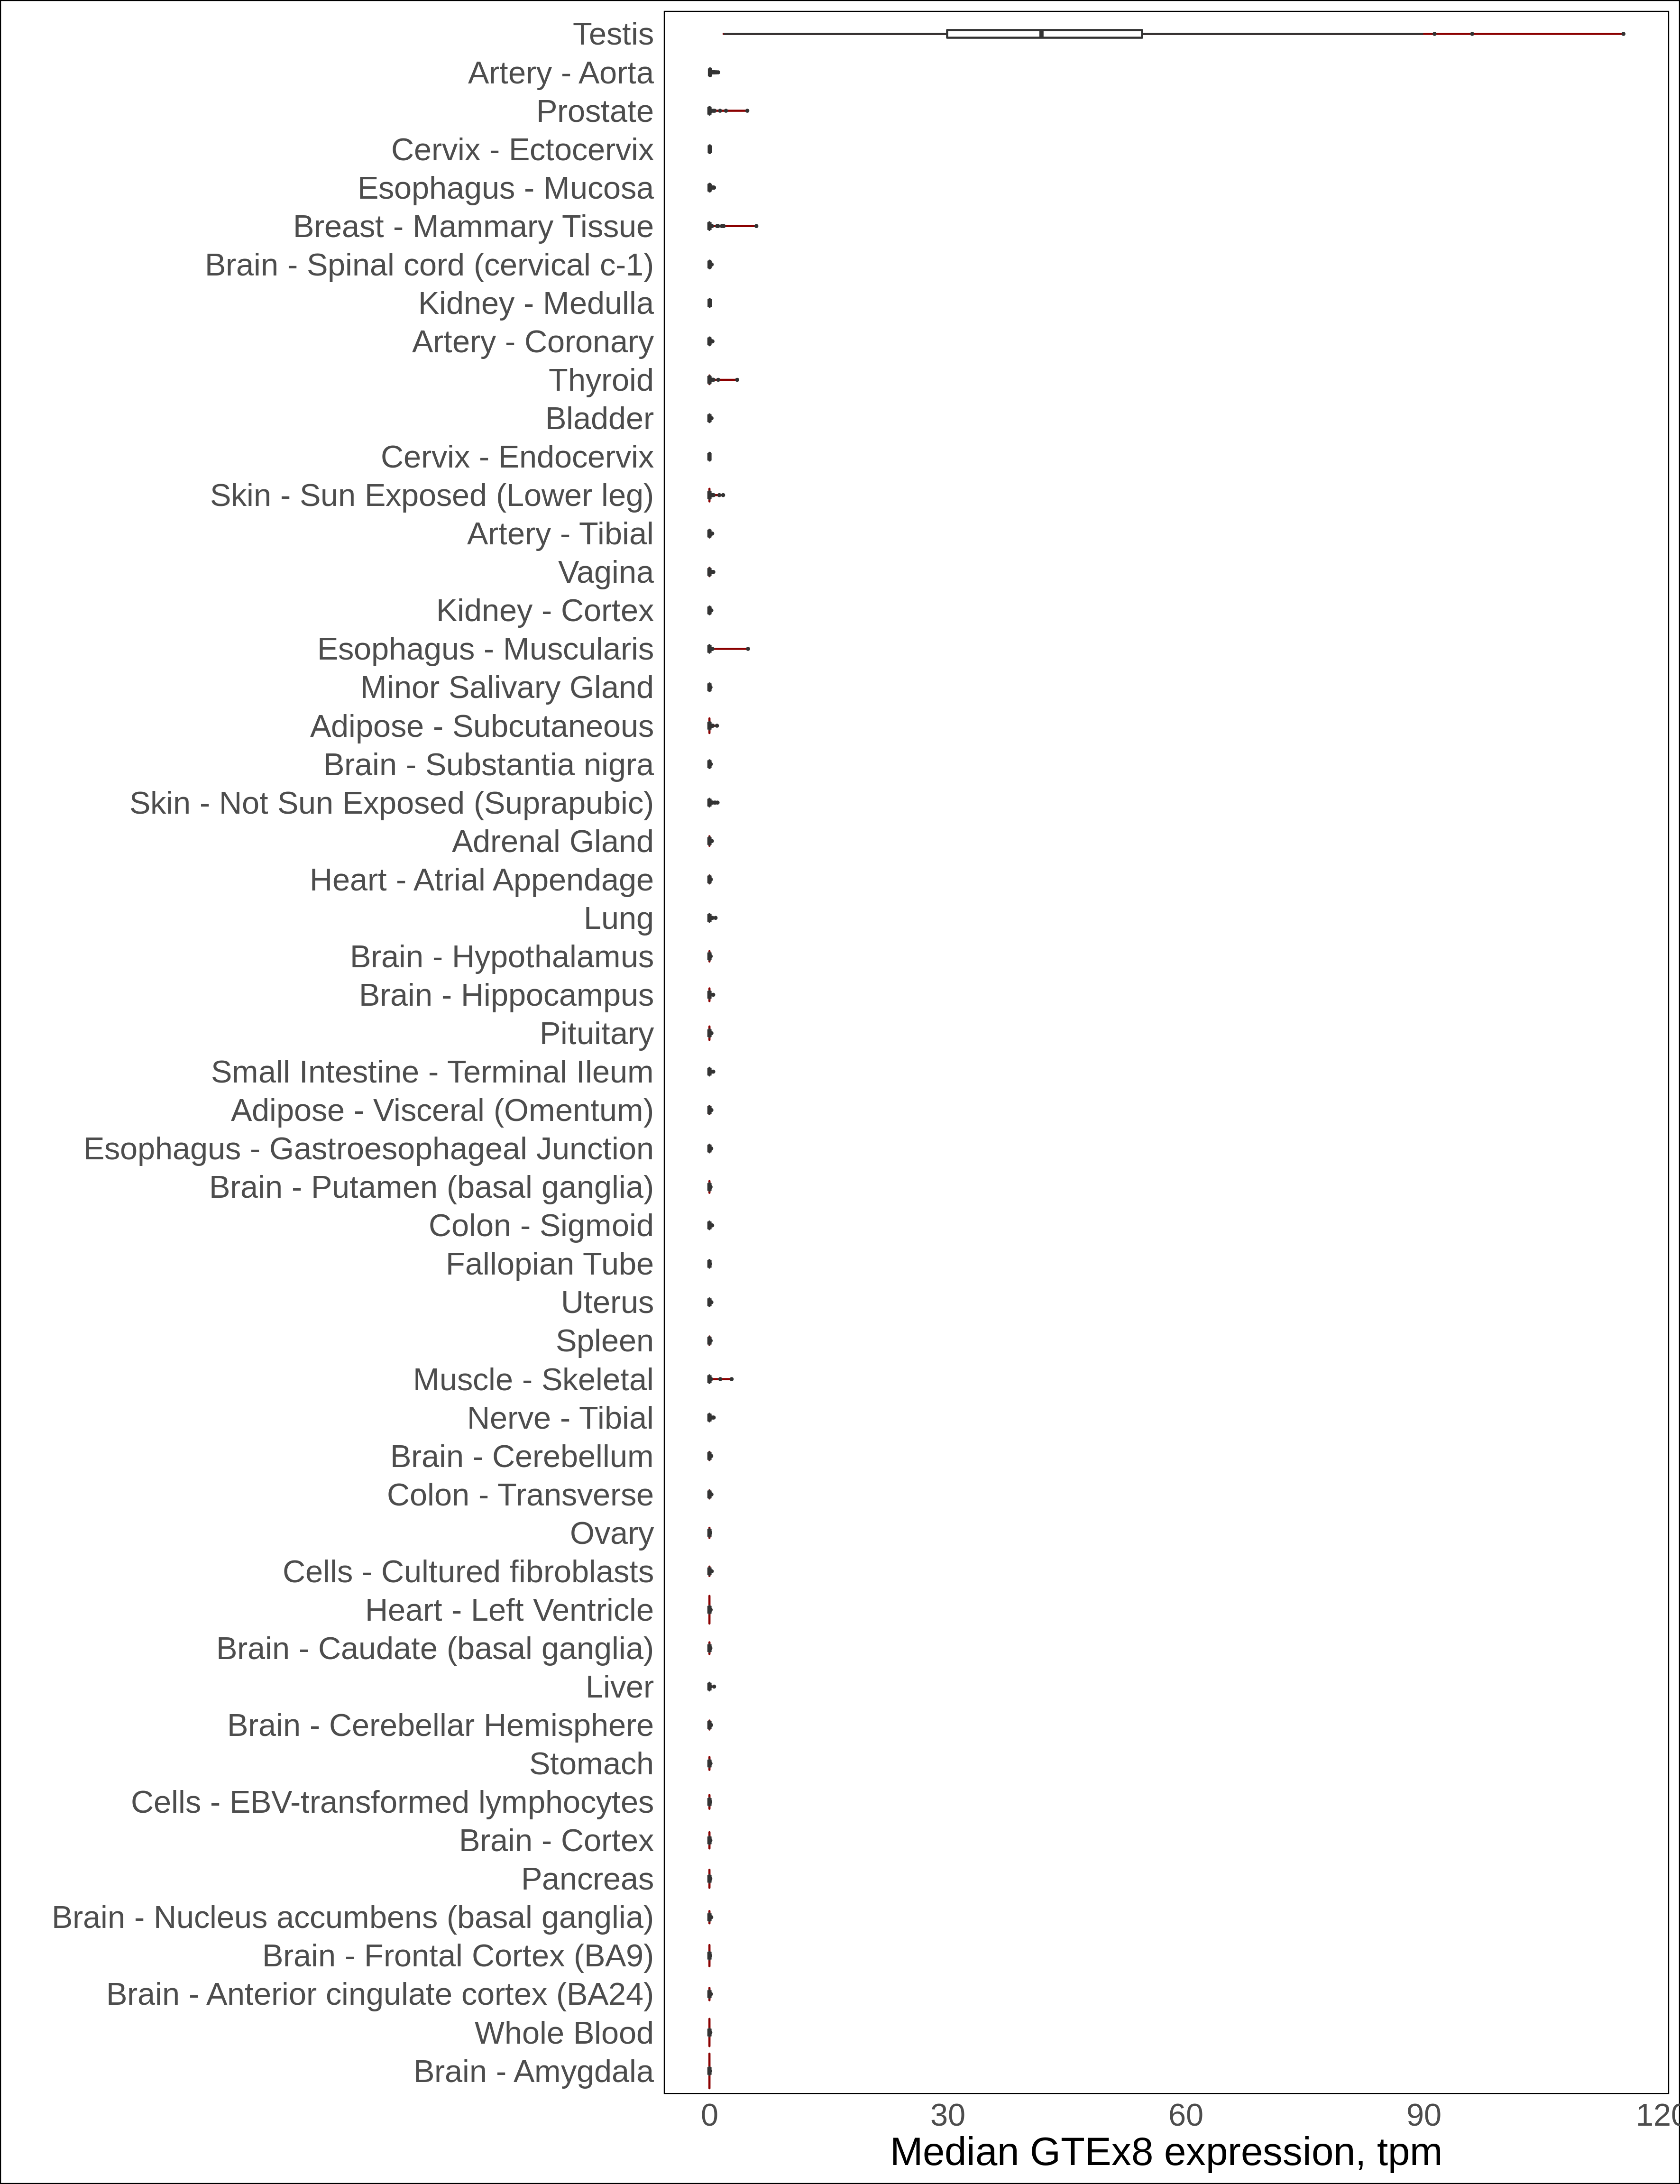 Testis
Artery - Aorta
Prostate
Cervix - Ectocervix
Esophagus - Mucosa
Breast - Mammary Tissue
Brain - Spinal cord (cervical c-1)
Kidney - Medulla
Artery - Coronary
Thyroid
Bladder
Cervix - Endocervix
Skin - Sun Exposed (Lower leg)
Artery - Tibial
Vagina
Kidney - Cortex
Esophagus - Muscularis
Minor Salivary Gland
Adipose - Subcutaneous
Brain - Substantia nigra
Skin - Not Sun Exposed (Suprapubic)
Adrenal Gland
Heart - Atrial Appendage
Lung
Brain - Hypothalamus
Brain - Hippocampus
Pituitary
Small Intestine - Terminal Ileum
Adipose - Visceral (Omentum)
Esophagus - Gastroesophageal Junction
Brain - Putamen (basal ganglia)
Colon - Sigmoid
Fallopian Tube
Uterus
Spleen
Muscle - Skeletal
Nerve - Tibial
Brain - Cerebellum
Colon - Transverse
Ovary
Cells - Cultured fibroblasts
Heart - Left Ventricle
Brain - Caudate (basal ganglia)
Liver
Brain - Cerebellar Hemisphere
Stomach
Cells - EBV-transformed lymphocytes
Brain - Cortex
Pancreas
Brain - Nucleus accumbens (basal ganglia)
Brain - Frontal Cortex (BA9)
Brain - Anterior cingulate cortex (BA24)
Whole Blood
Brain - Amygdala
0 30 60 90 120
Median GTEx8 expression, tpm